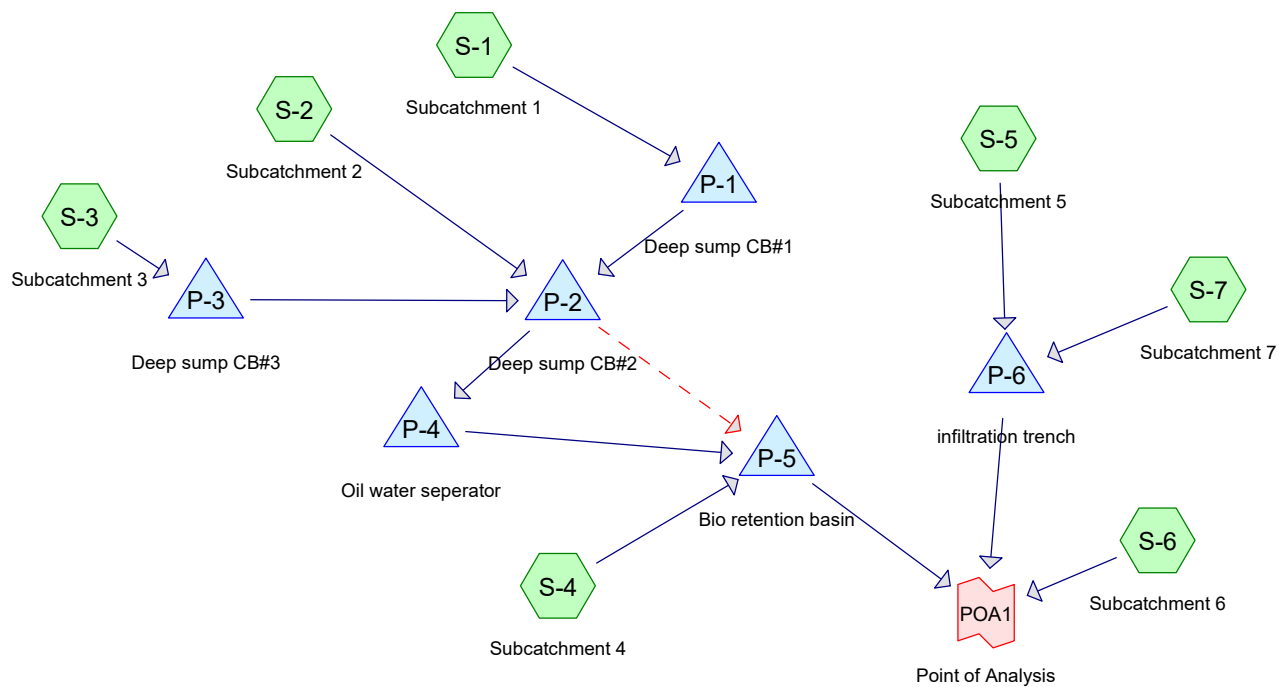 S-1
Subcatchment 1
S-2
Subcatchment 2
S-5
Subcatchment 5
P-1
Deep sump CB#1
S-3
Subcatchment 3
P-3
Deep sump CB#3
P-2
Deep sump CB#2
S-7
Subcatchment 7
P-6
infiltration trench
P-4
Oil water seperator
P-5
Bio retention basin
S-4
Subcatchment 4
S-6
Subcatchment 6
POA1
Point of Analysis